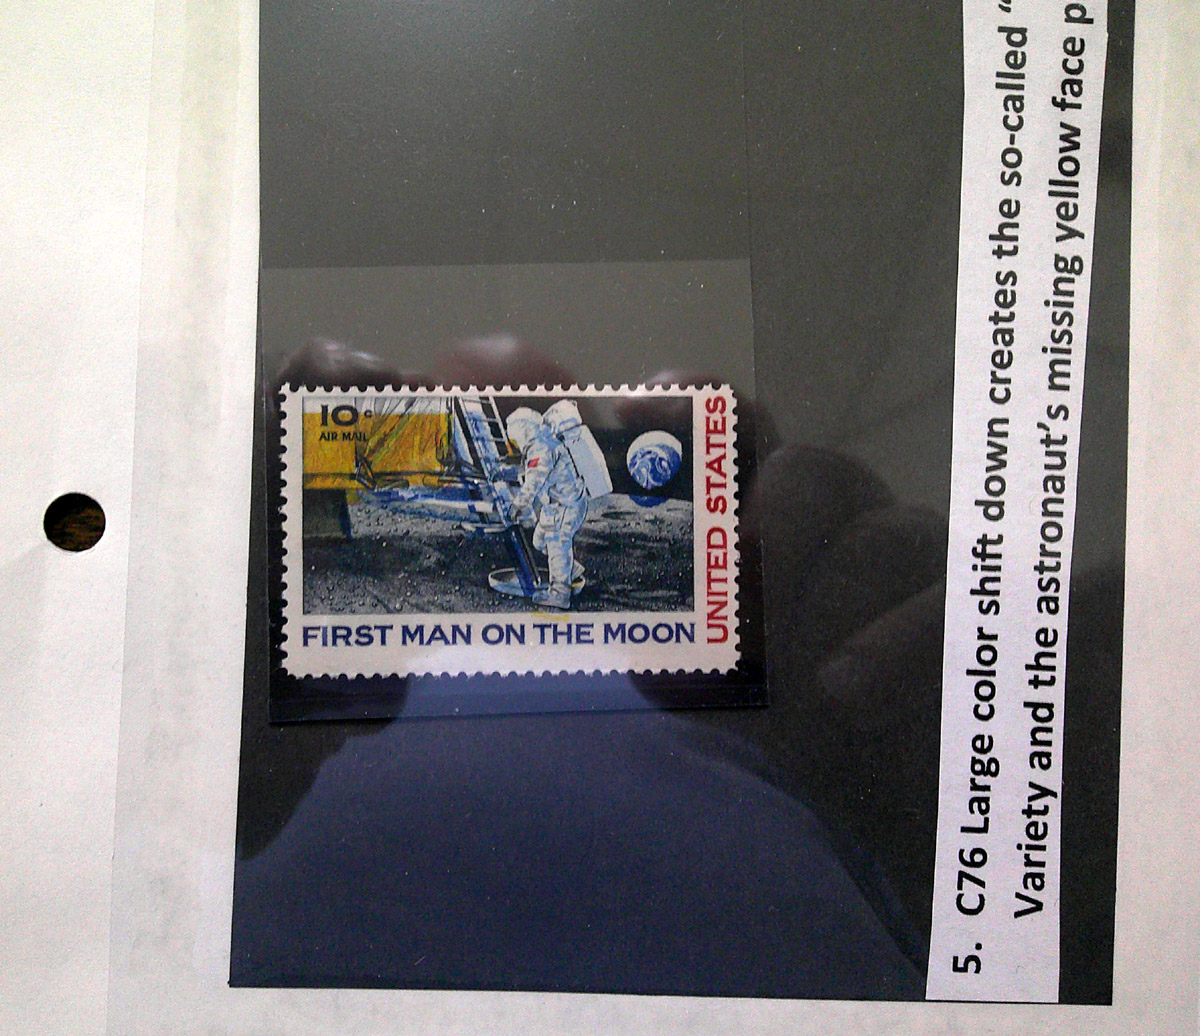 10c
AIR MAIL
FIRST MAN ON THE MOON
UNITED STATES
5. C76 Large color shift down creates the so-called “
Variety and the astronaut’s missing yellow face p